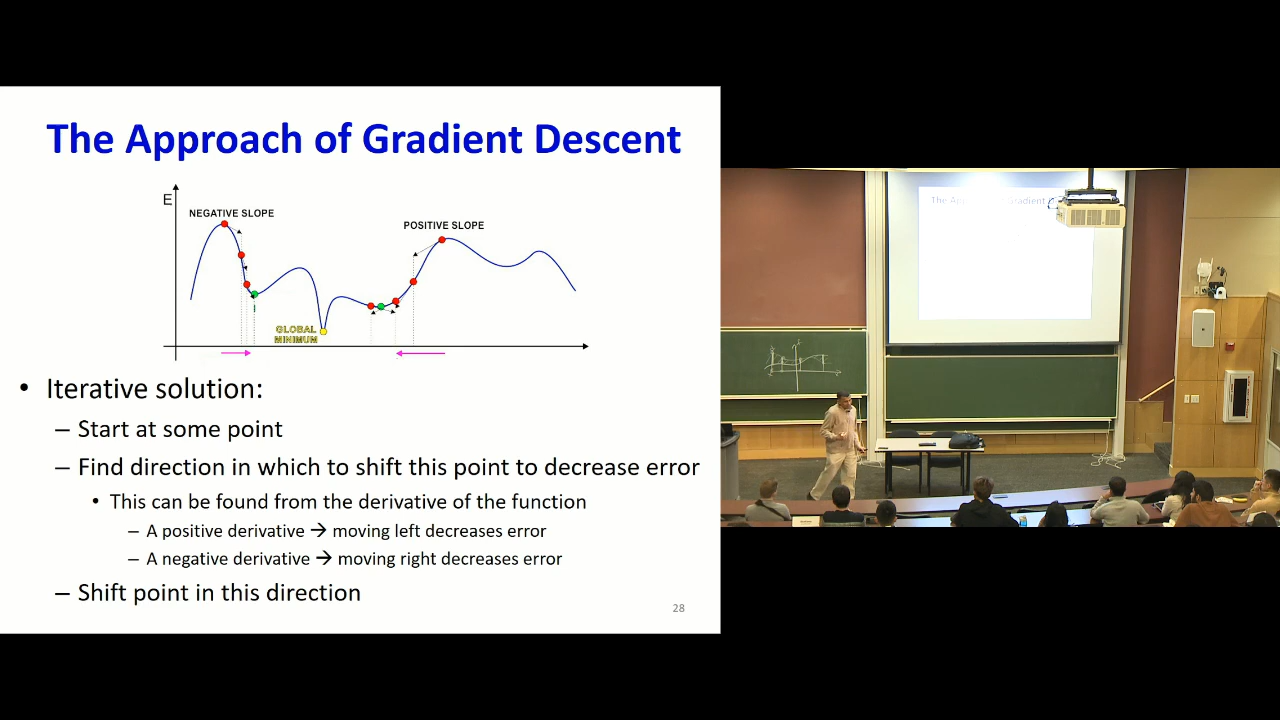 The Approach of Gradient Descent
E
NEGATIVE SLOPE
POSITIVE SLOPE
GLOBAL
MINIMUM
• Iterative solution:
– Start at some point
– Find direction in which to shift this point to decrease error
• This can be found from the derivative of the function
– A positive derivative → moving left decreases error
– A negative derivative → moving right decreases error
– Shift point in this direction
28